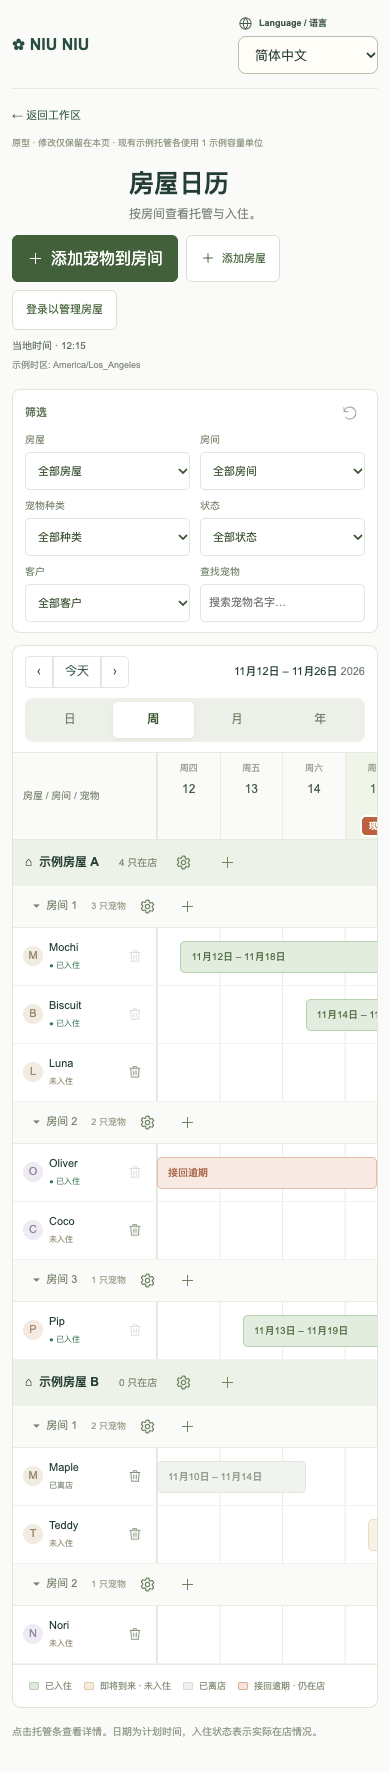 Language / 语言
✿ NIU NIU
简体中文
← 返回工作区
原型 · 修改仅保留在本页 · 现有示例托管各使用 1 示例容量单位
房屋日历
按房间查看托管与入住。
＋ 添加宠物到房间
＋ 添加房屋
登录以管理房屋
当地时间 · 12:15
示例时区: America/Los_Angeles
筛选
房屋 房间
全部房屋 全部房间
宠物种类 状态
全部种类 全部状态
客户 查找宠物
全部客户 搜索宠物名字...
‹ 今天 › 11月12日 – 11月26日 2026
日 周 月 年
房屋 / 房间 / 宠物
周四 周五 周六 周
12 13 14 1
现
⌂ 示例房屋 A 4 只在店 ＋
房间 1 3 只宠物 ＋
M Mochi
● 已入住
11月12日 – 11月18日
B Biscuit
● 已入住
11月14日 – 11
L Luna
未入住
房间 2 2 只宠物 ＋
O Oliver
● 已入住
接回逾期
C Coco
未入住
房间 3 1 只宠物 ＋
P Pip
● 已入住
11月13日 – 11月19日
⌂ 示例房屋 B 0 只在店 ＋
房间 1 2 只宠物 ＋
M Maple
已离店
11月10日 – 11月14日
T Teddy
未入住
房间 2 1 只宠物 ＋
N Nori
未入住
已入住 即将到来 · 未入住 已离店 接回逾期 · 仍在店
点击托管条查看详情。日期为计划时间，入住状态表示实际在店情况。